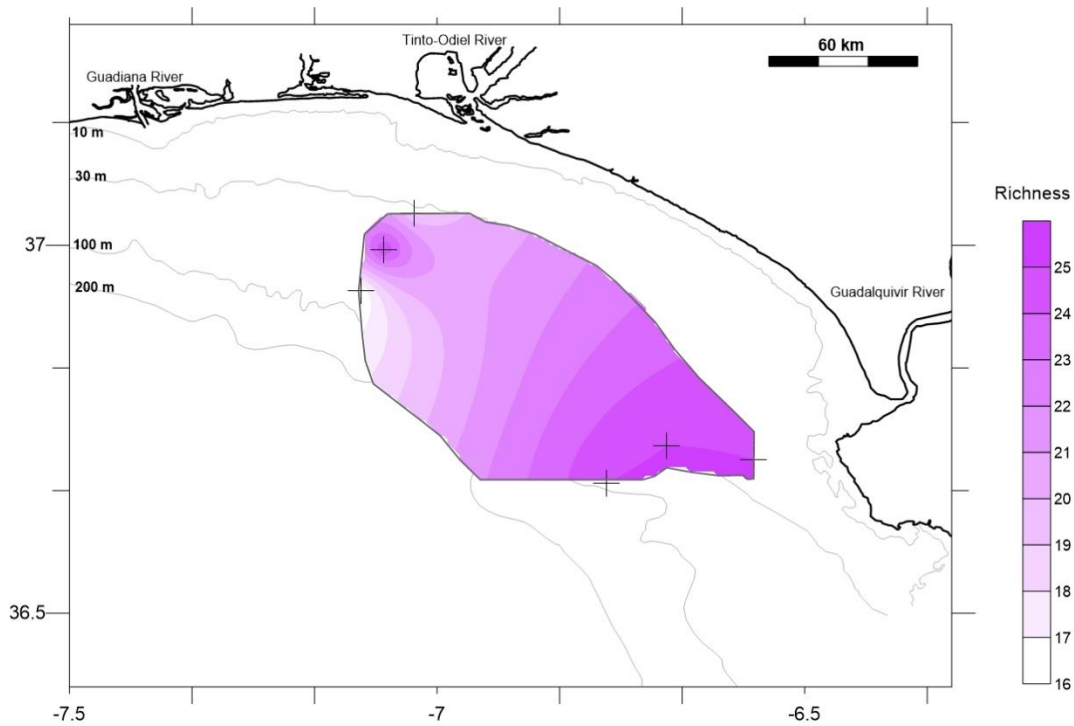 Tinto-Odiel River
60 km
Guadiana River
10 m
30 m
Richness
37
100 m
200 m
Guadalquivir River
25
24
23
22
21
20
19
18
17
16
36.5
-7.5
-7
-6.5